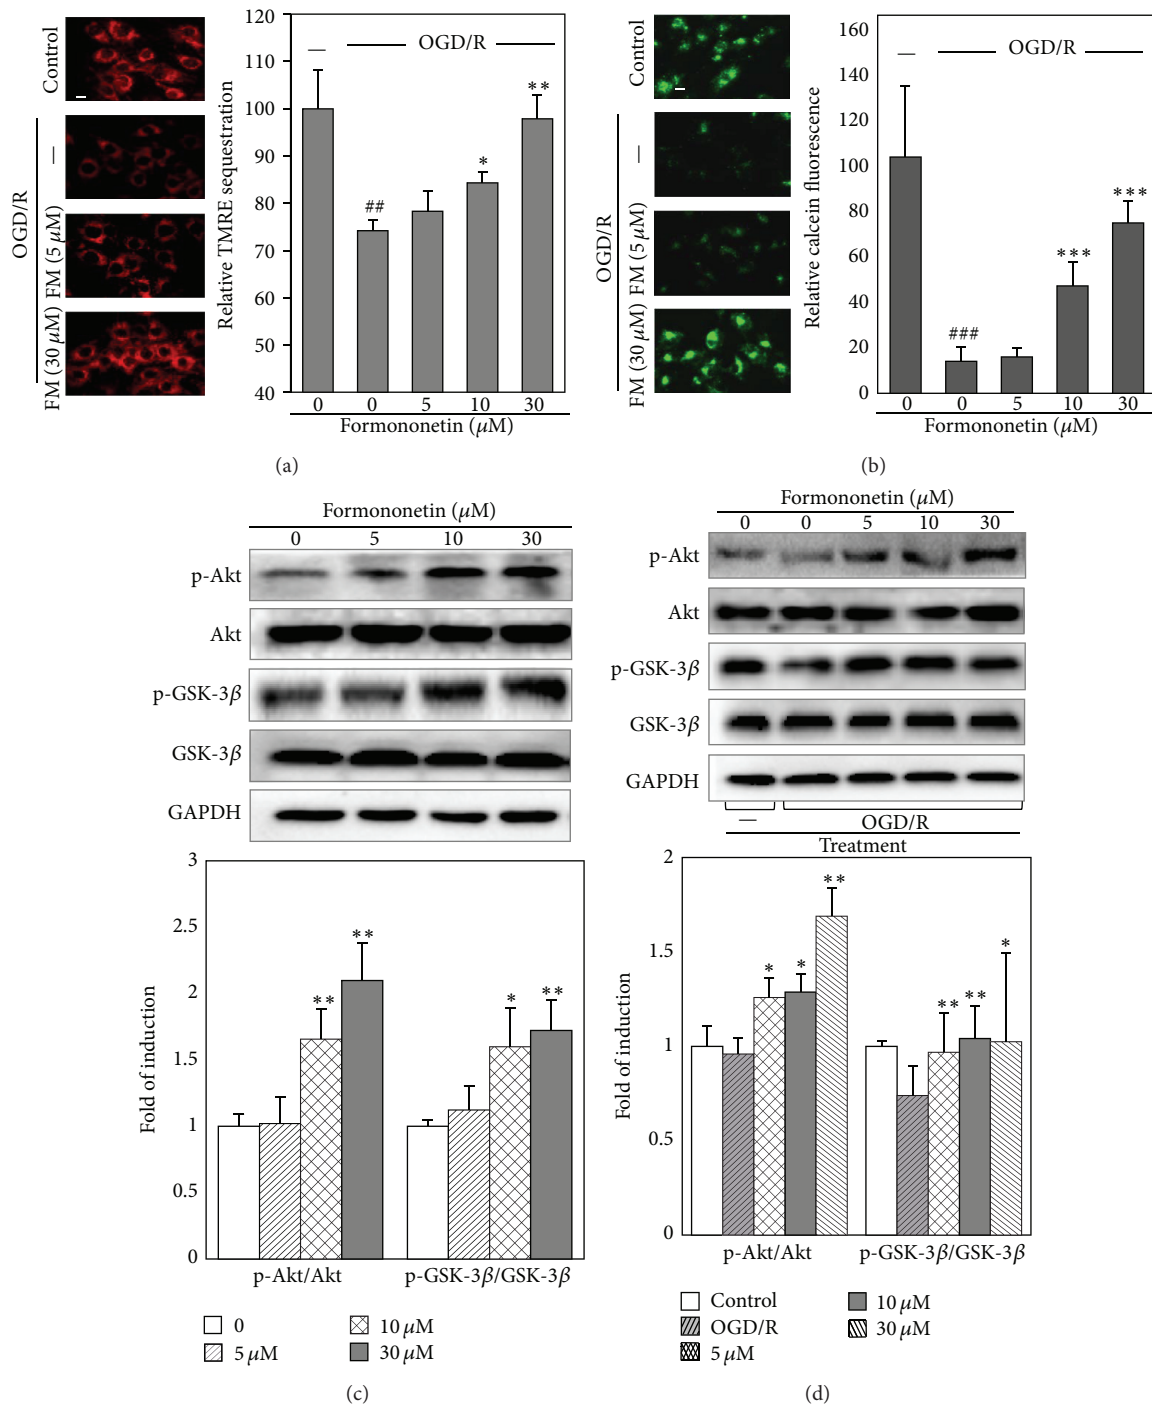 Control
—
FM (5 μM)
FM (30 μM)
OGD/R
Relative TMRE sequestration
120
110
100
90
80
70
60
50
40
— OGD/R
##
*
**
0 0 5 10 30
Formononetin (μM)
(a)
Control
—
FM (5 μM)
FM (30 μM)
OGD/R
Relative calcein fluorescence
160
140
120
100
80
60
40
20
0
— OGD/R
###
***
***
0 0 5 10 30
Formononetin (μM)
(b)
Formononetin (μM)
0 5 10 30
p-Akt
Akt
p-GSK-3β
GSK-3β
GAPDH
Fold of induction
3
2.5
2
1.5
1
0.5
0
**
**
*
**
p-Akt/Akt p-GSK-3β/GSK-3β
0
5 μM
10 μM
30 μM
(c)
Formononetin (μM)
0 0 5 10 30
p-Akt
Akt
p-GSK-3β
GSK-3β
GAPDH
— OGD/R
Treatment
Fold of induction
2
1.5
1
0.5
0
*
*
**
**
**
*
p-Akt/Akt p-GSK-3β/GSK-3β
Control
OGD/R
5 μM
10 μM
30 μM
(d)